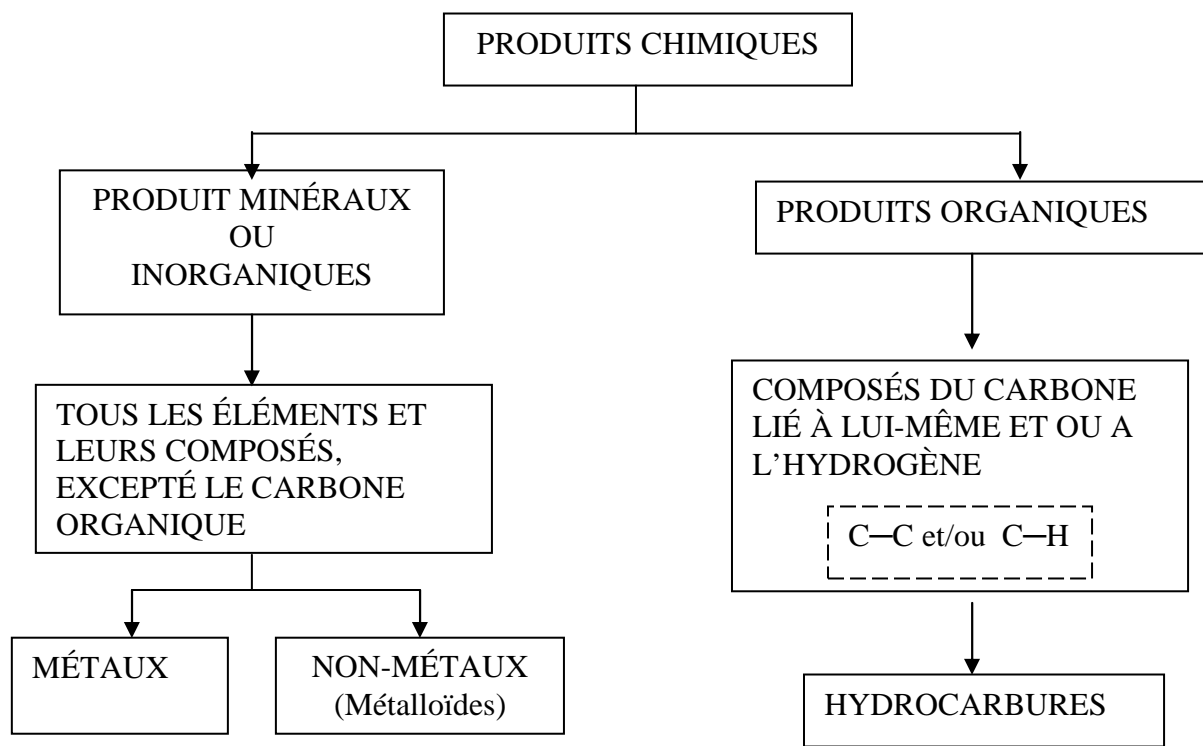 PRODUITS CHIMIQUES
PRODUIT MINÉRAUX
OU
INORGANIQUES
PRODUITS ORGANIQUES
TOUS LES ÉLÉMENTS ET
LEURS COMPOSÉS,
EXCEPTÉ LE CARBONE
ORGANIQUE
COMPOSÉS DU CARBONE
LIÉ À LUI-MÊME ET OU A
L’HYDROGÈNE
C─C et/ou C─H
MÉTAUX
NON-MÉTAUX
(Métalloïdes)
HYDROCARBURES